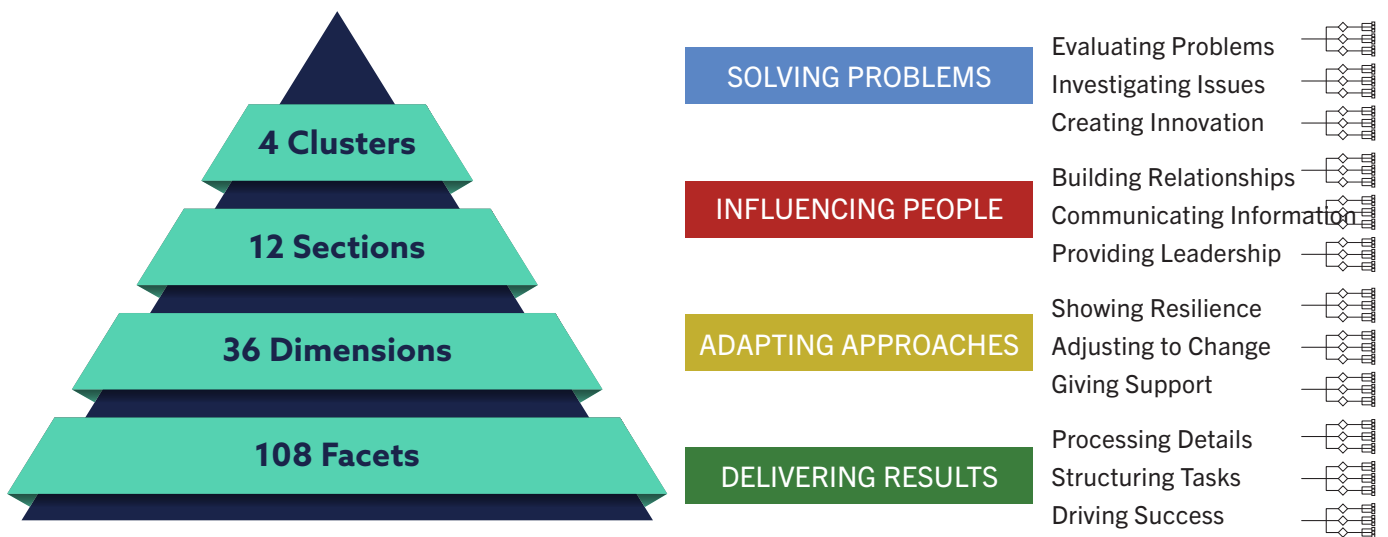 4 Clusters
12 Sections
36 Dimensions
108 Facets
SOLVING PROBLEMS
Evaluating Problems
Investigating Issues
Creating Innovation
INFLUENCING PEOPLE
Building Relationships
Communicating Information
Providing Leadership
ADAPTING APPROACHES
Showing Resilience
Adjusting to Change
Giving Support
DELIVERING RESULTS
Processing Details
Structuring Tasks
Driving Success